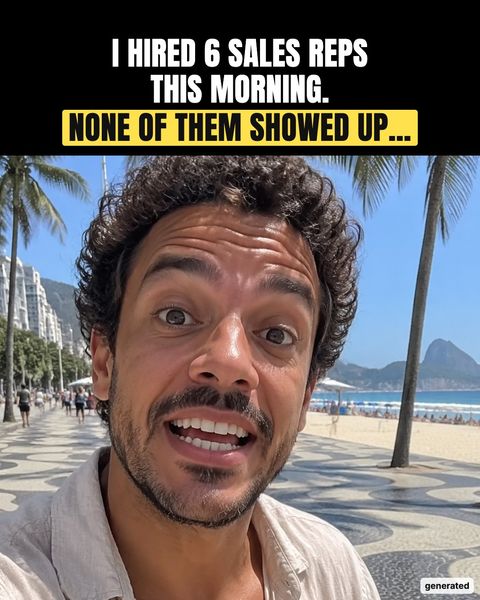 I HIRED 6 SALES REPS
THIS MORNING.
NONE OF THEM SHOWED UP...
generated